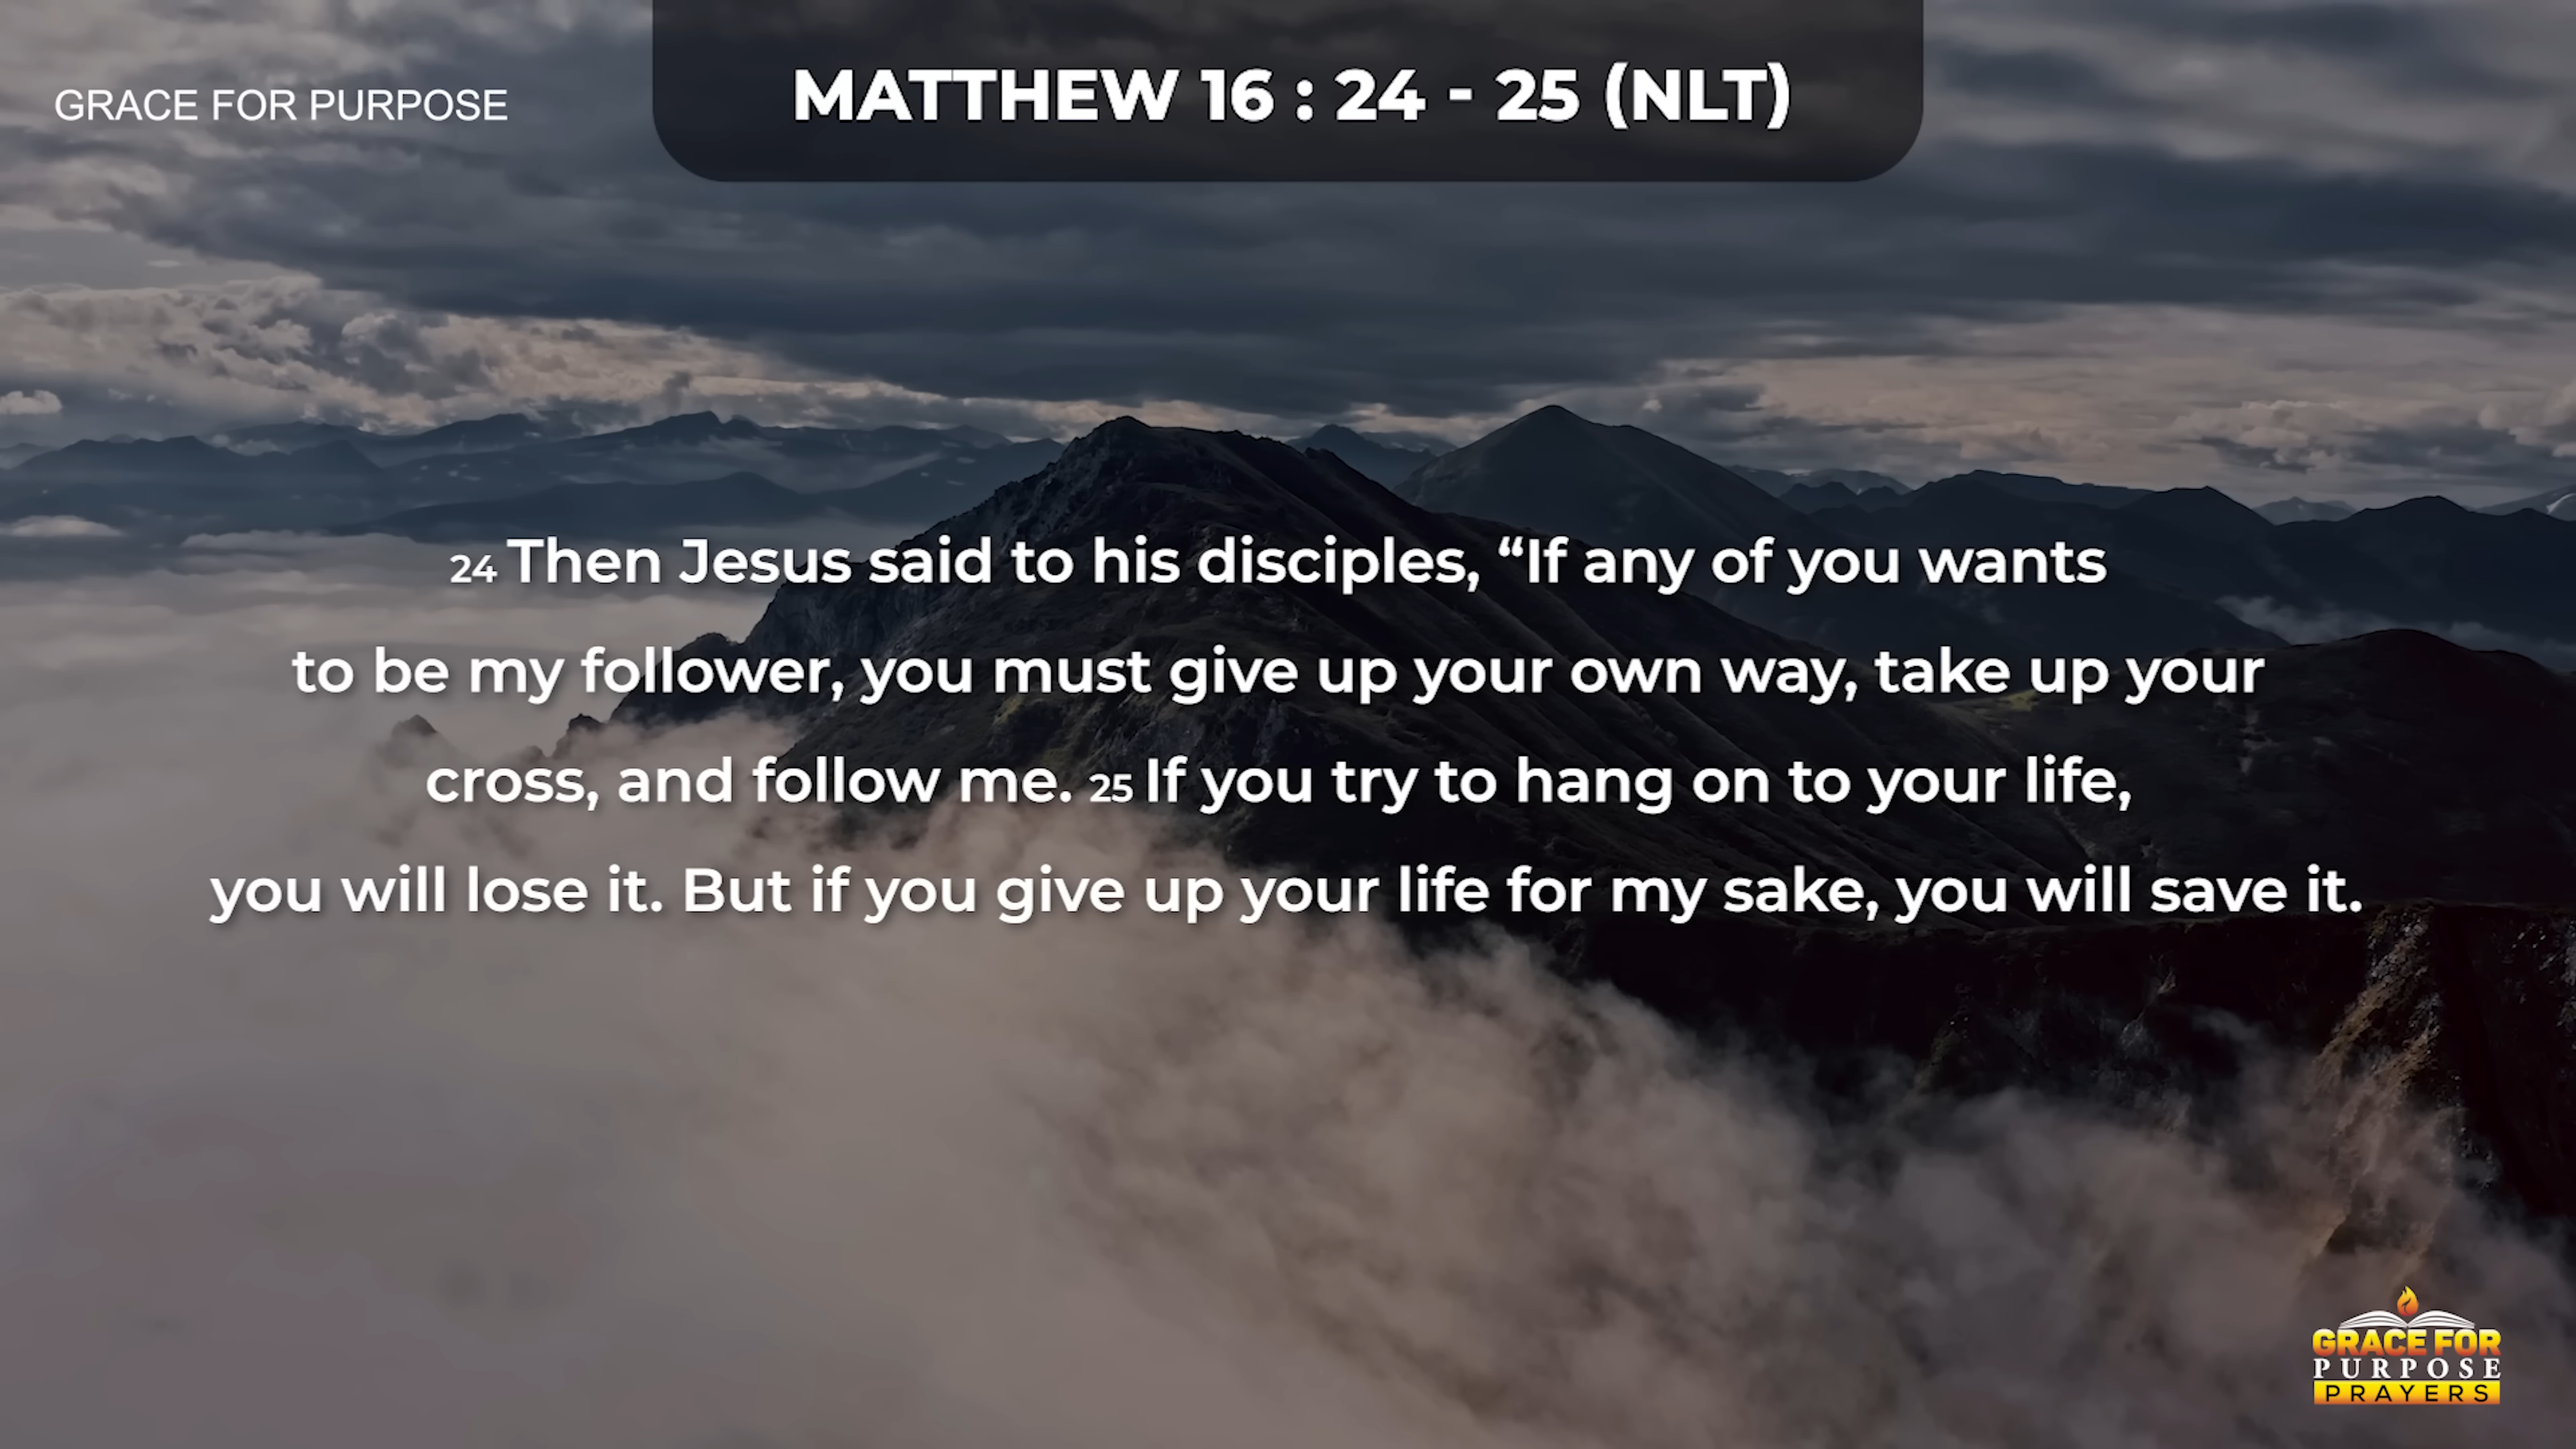 GRACE FOR PURPOSE
MATTHEW 16 : 24 - 25 (NLT)
24 Then Jesus said to his disciples, “If any of you wants
to be my follower, you must give up your own way, take up your
cross, and follow me. 25 If you try to hang on to your life,
you will lose it. But if you give up your life for my sake, you will save it.
GRACE FOR
PURPOSE
PRAYERS